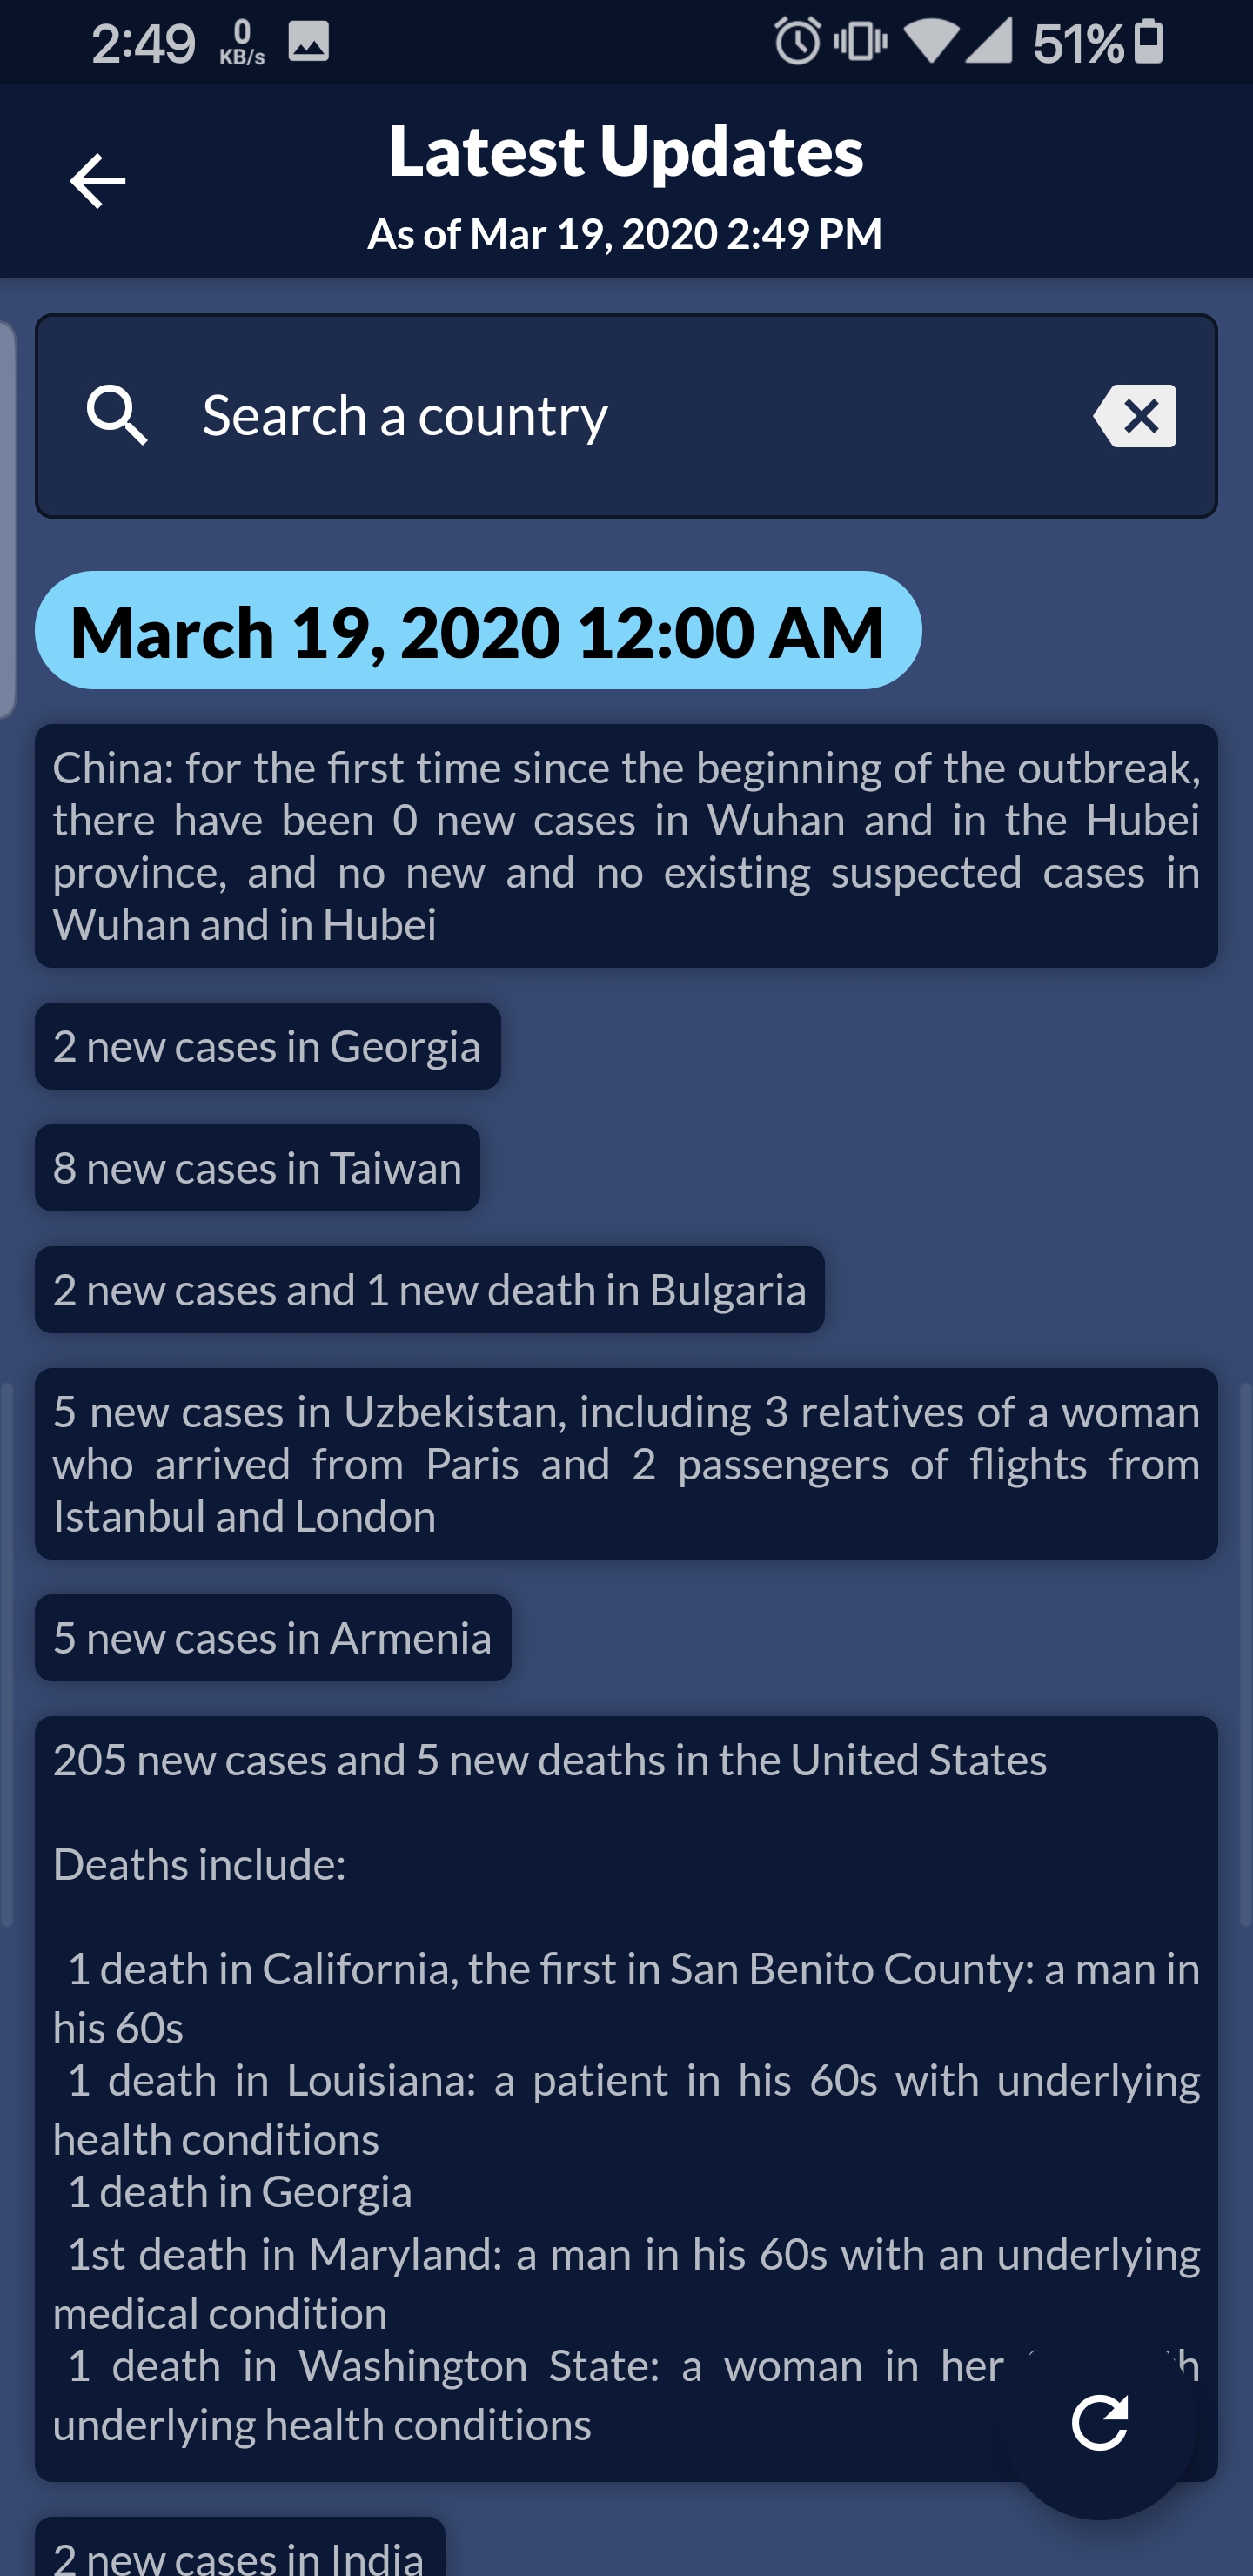 2:49 0 KB/s 51%
Latest Updates
As of Mar 19, 2020 2:49 PM
Search a country
March 19, 2020 12:00 AM
China: for the first time since the beginning of the outbreak,
there have been 0 new cases in Wuhan and in the Hubei
province, and no new and no existing suspected cases in
Wuhan and in Hubei
2 new cases in Georgia
8 new cases in Taiwan
2 new cases and 1 new death in Bulgaria
5 new cases in Uzbekistan, including 3 relatives of a woman
who arrived from Paris and 2 passengers of flights from
Istanbul and London
5 new cases in Armenia
205 new cases and 5 new deaths in the United States
Deaths include:
1 death in California, the first in San Benito County: a man in
his 60s
1 death in Louisiana: a patient in his 60s with underlying
health conditions
1 death in Georgia
1st death in Maryland: a man in his 60s with an underlying
medical condition
1 death in Washington State: a woman in her
underlying health conditions
2 new cases in India